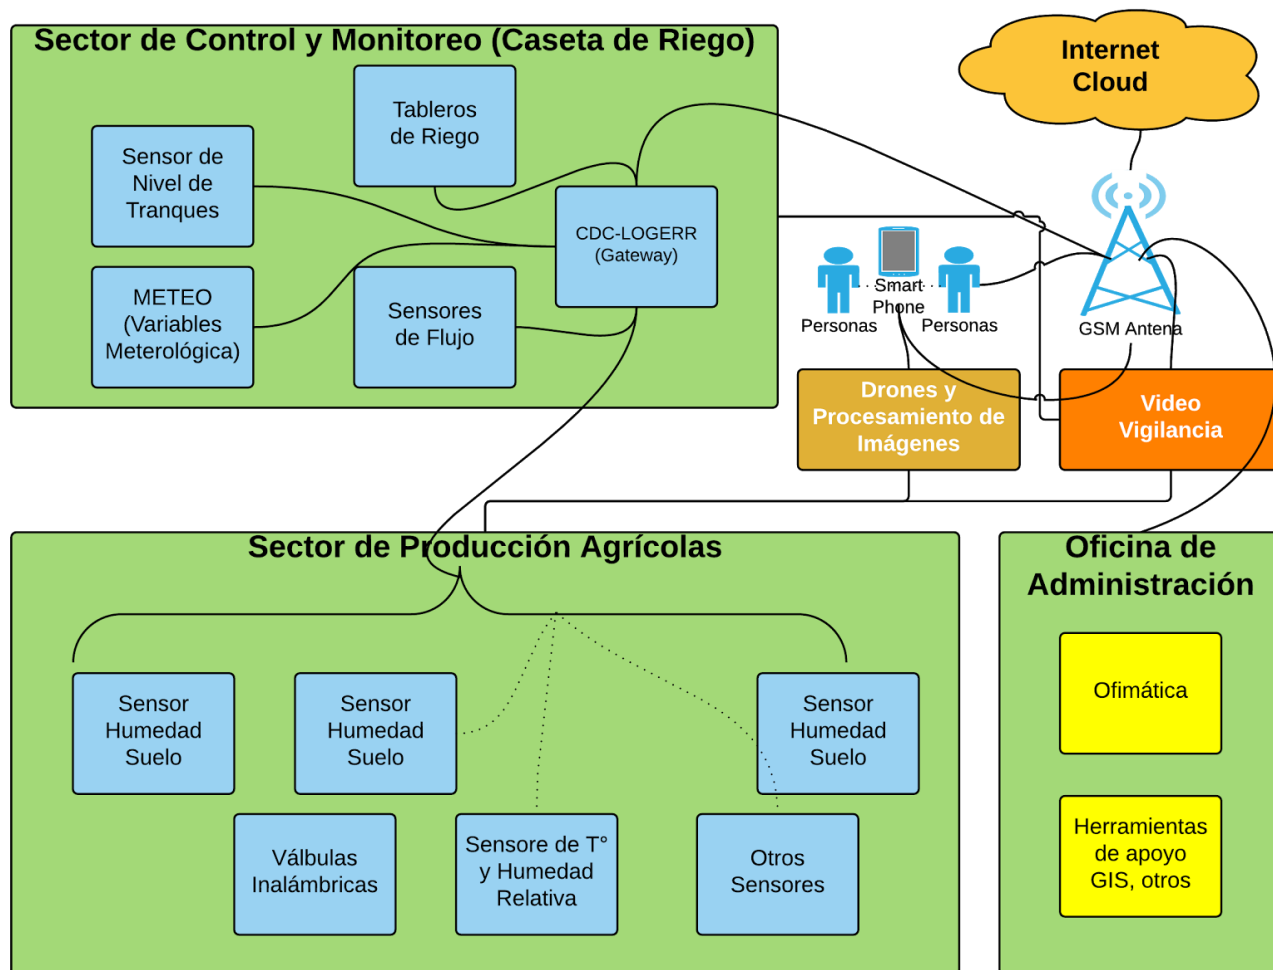 Sector de Control y Monitoreo (Caseta de Riego)
Tableros
de Riego
Sensor de
Nivel de
Tranques
CDC-LOGERR
(Gateway)
METEO
(Variables
Meterológica)
Sensores
de Flujo
Internet
Cloud
Smart
Phone
Personas
Personas
GSM Antena
Drones y
Procesamiento de
Imágenes
Video
Vigilancia
Sector de Producción Agrícolas
Sensor
Humedad
Suelo
Sensor
Humedad
Suelo
Sensor
Humedad
Suelo
Válbulas
Inalámbricas
Sensore de T°
y Humedad
Relativa
Otros
Sensores
Oficina de
Administración
Ofimática
Herramientas
de apoyo
GIS, otros